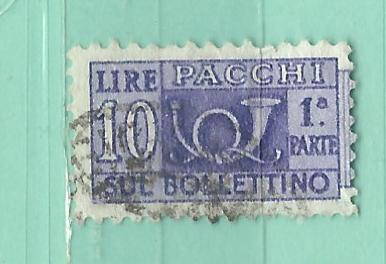 LIRE PACCHI
10 1ª
PARTE
SUL BOLLETTINO